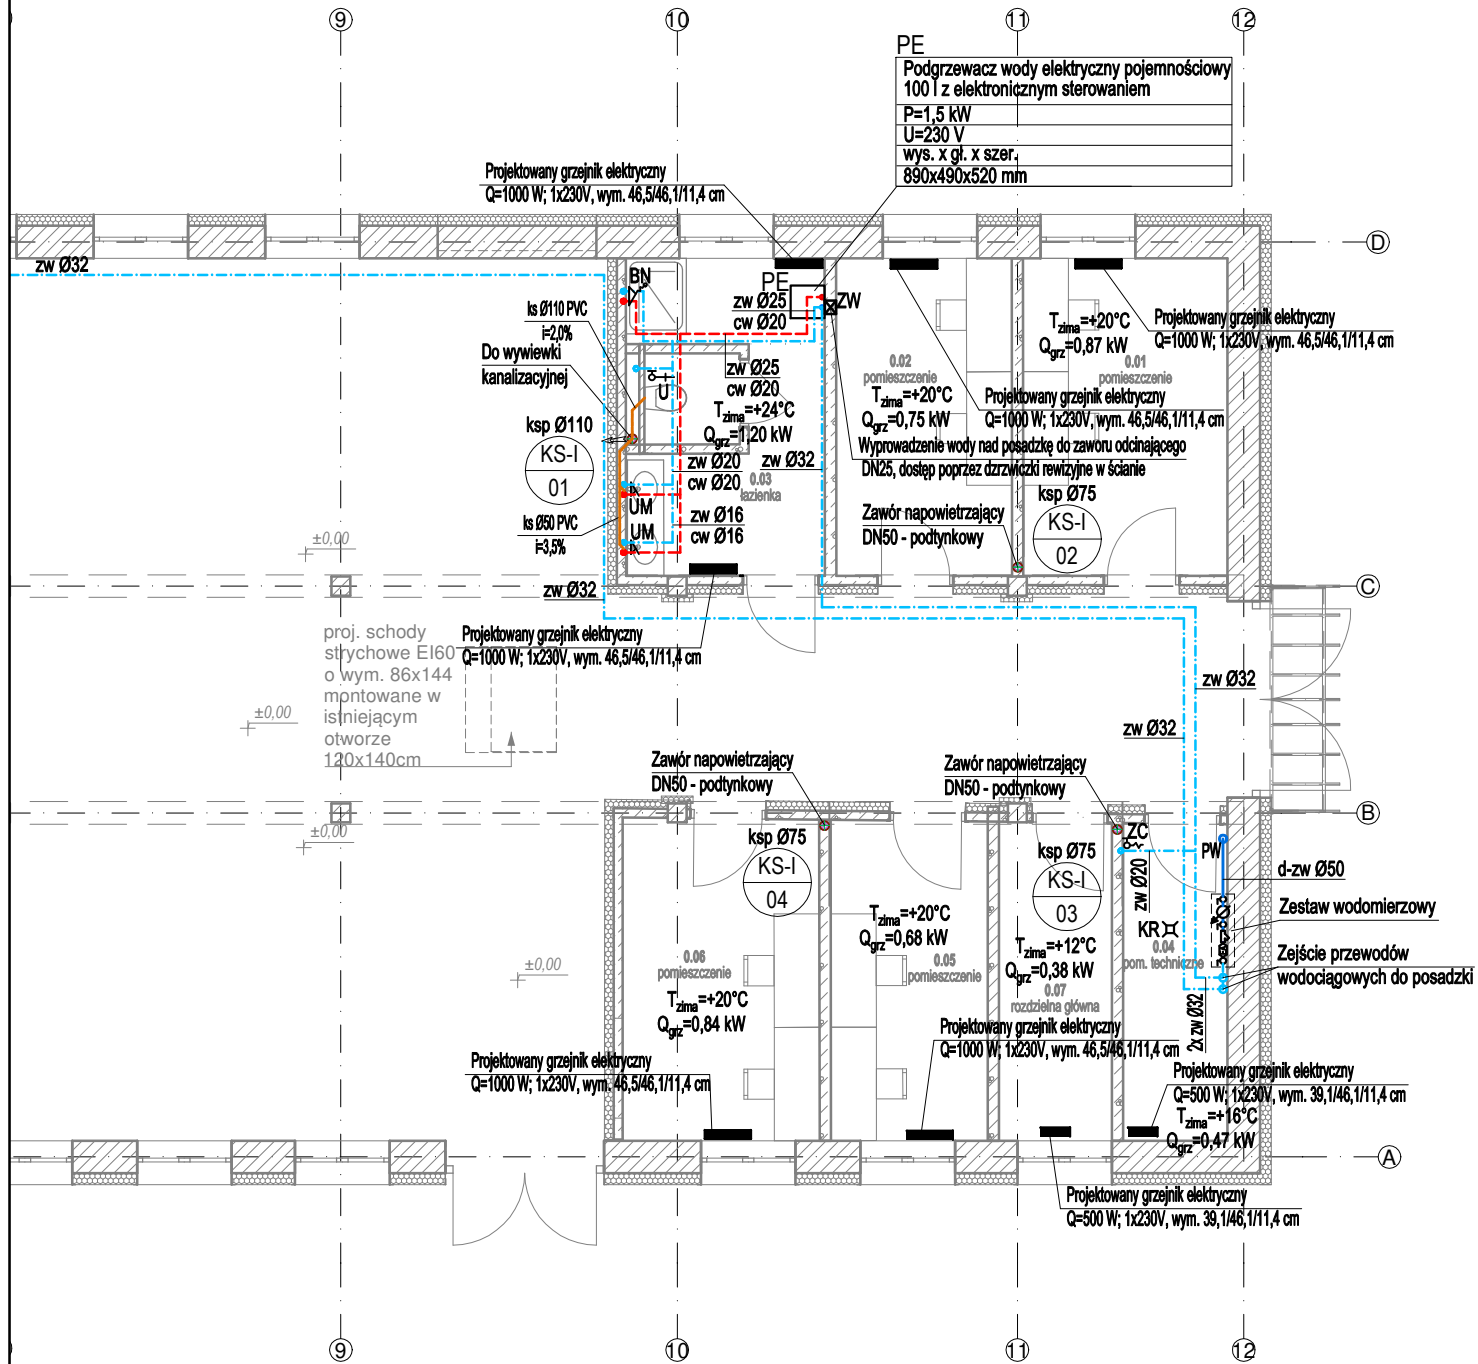 9
10
11
12
PE
Podgrzewacz wody elektryczny pojemnościowy
100 l z elektronicznym sterowaniem
P=1,5 kW
U=230 V
wys. x gł. x szer.
890x490x520 mm
Projektowany grzejnik elektryczny
Q=1000 W; 1x230V, wym. 46,5/46,1/11,4 cm
D
zw Ø32
BN
PE
zw Ø25
cw Ø20
ZW
ks Ø110 PVC
i=2,0%
Do wywiewki
kanalizacyjnej
Tzima=+20°C
Qgrz=0,87 kW
0.01
pomieszczenie
Projektowany grzejnik elektryczny
Q=1000 W; 1x230V, wym. 46,5/46,1/11,4 cm
0.02
pomieszczenie
Tzima=+20°C
Qgrz=0,75 kW
Projektowany grzejnik elektryczny
Q=1000 W; 1x230V, wym. 46,5/46,1/11,4 cm
zw Ø25
cw Ø20
U
Tzima=+24°C
Qgrz=1,20 kW
ksp Ø110
KS-I
01
Wyprowadzenie wody nad posadzkę do zaworu odcinającego
DN25, dostęp poprzez dzrzwiczki rewizyjne w ścianie
zw Ø20
cw Ø20
zw Ø32
0.03
łazienka
UM
UM
zw Ø16
cw Ø16
ks Ø50 PVC
i=3,5%
Zawór napowietrzający
DN50 - podtynkowy
ksp Ø75
KS-I
02
±0,00
C
zw Ø32
proj. schody
strychowe EI60
o wym. 86x144
montowane w
istniejącym
otworze
120x140cm
Projektowany grzejnik elektryczny
Q=1000 W; 1x230V, wym. 46,5/46,1/11,4 cm
zw Ø32
±0,00
zw Ø32
Zawór napowietrzający
DN50 - podtynkowy
Zawór napowietrzający
DN50 - podtynkowy
B
±0,00
ksp Ø75
KS-I
04
ksp Ø75
KS-I
03
ZC
PW
zw Ø20
d-zw Ø50
Zestaw wodomierzowy
Zejście przewodów
wodociągowych do posadzki
Tzima=+20°C
Qgrz=0,68 kW
0.05
pomieszczenie
KR
0.04
pom. techniczne
Tzima=+12°C
Qgrz=0,38 kW
0.07
rozdzielna główna
0.06
pomieszczenie
Tzima=+20°C
Qgrz=0,84 kW
±0,00
2x zw Ø32
Projektowany grzejnik elektryczny
Q=1000 W; 1x230V, wym. 46,5/46,1/11,4 cm
Projektowany grzejnik elektryczny
Q=1000 W; 1x230V, wym. 46,5/46,1/11,4 cm
Projektowany grzejnik elektryczny
Q=500 W; 1x230V, wym. 39,1/46,1/11,4 cm
Tzima=+16°C
Qgrz=0,47 kW
A
Projektowany grzejnik elektryczny
Q=500 W; 1x230V, wym. 39,1/46,1/11,4 cm
9
10
11
12